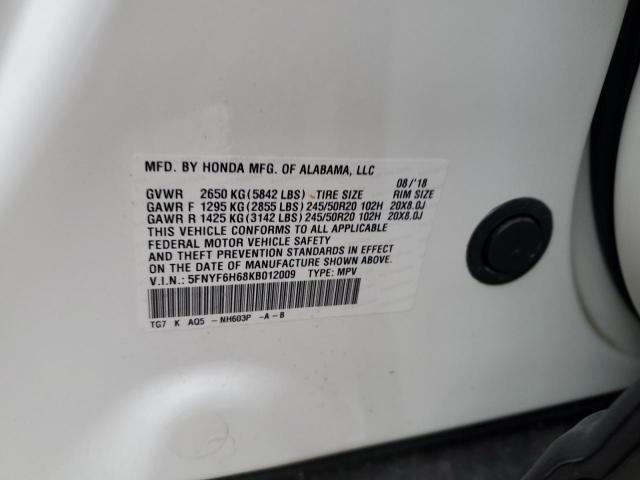 MFD. BY HONDA MFG. OF ALABAMA, LLC
08/'18
GVWR 2650 KG (5842 LBS) TIRE SIZE RIM SIZE
GAWR F 1295 KG (2855 LBS) 245/50R20 102H 20X8.0J
GAWR R 1425 KG (3142 LBS) 245/50R20 102H 20X8.0J
THIS VEHICLE CONFORMS TO ALL APPLICABLE
FEDERAL MOTOR VEHICLE SAFETY
AND THEFT PREVENTION STANDARDS IN EFFECT
ON THE DATE OF MANUFACTURE SHOWN ABOVE.
V.I.N.: 5FNYF6H68KB012009 TYPE: MPV
TG7 K AQ5 -NH603P -A-B